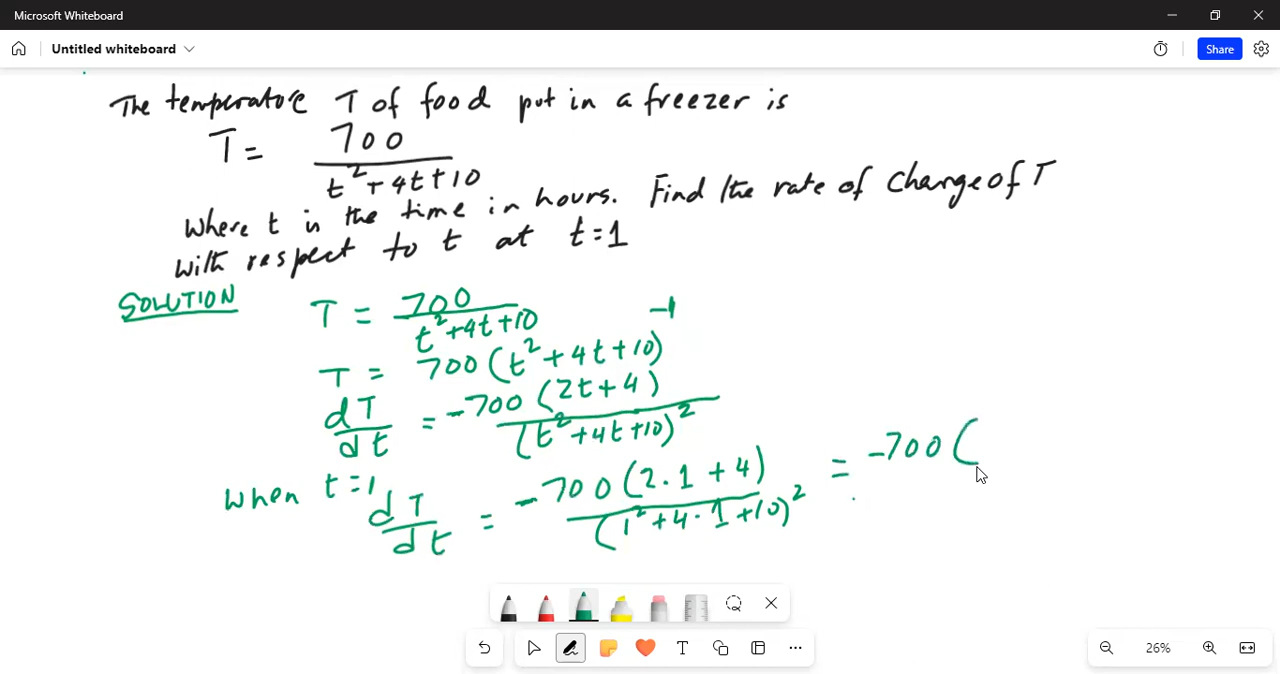 Microsoft Whiteboard
Untitled whiteboard
Share
The temperature T of food put in a freezer is
T = 700 / t² + 4t + 10
Where t is the time in hours. Find the rate of change of T
with respect to t at t = 1
SOLUTION
T = 700 / t² + 4t + 10
T = 700 (t² + 4t + 10)⁻¹
dT/dt = -700 (2t + 4) / (t² + 4t + 10)²
when t = 1
dT/dt = -700 (2 · 1 + 4) / (1² + 4 · 1 + 10)² = -700 (
26%